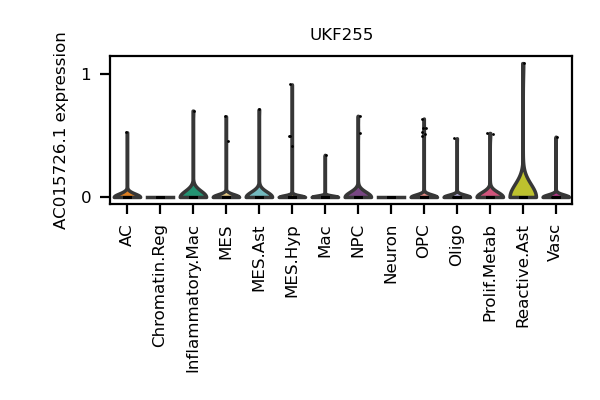 UKF255
AC015726.1 expression
1
0
AC
Chromatin.Reg
Inflammatory.Mac
MES
MES.Ast
MES.Hyp
Mac
NPC
Neuron
OPC
Oligo
Prolif.Metab
Reactive.Ast
Vasc